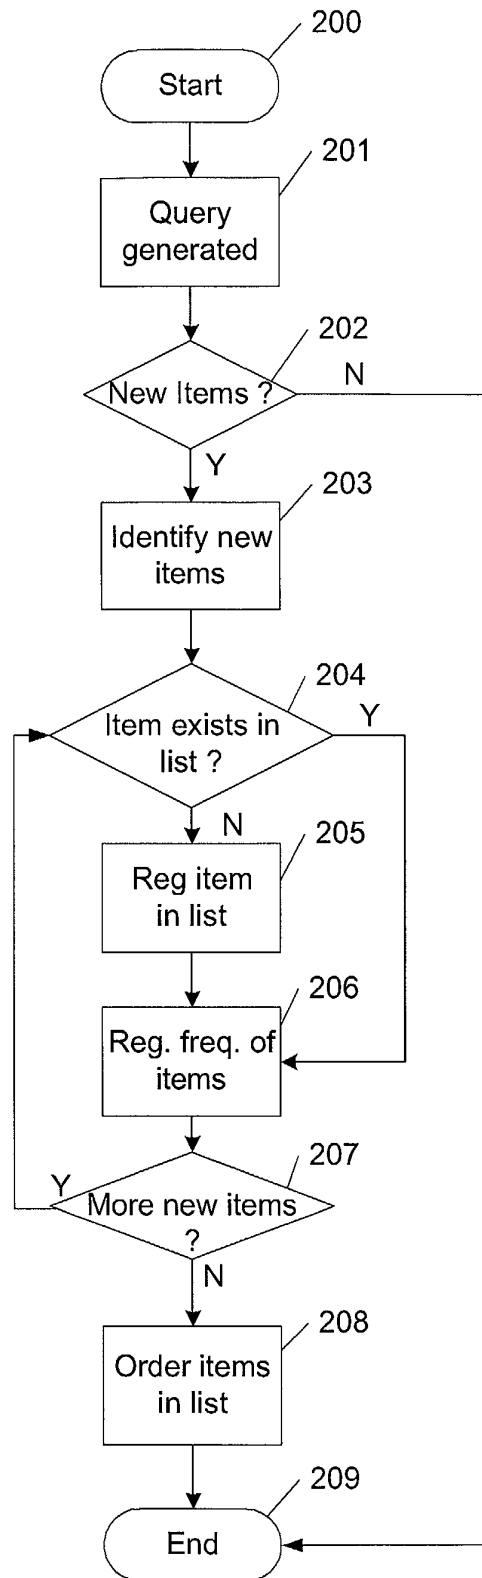 200
Start
201
Query
generated
202
New Items ?
N
Y
203
Identify new
items
204
Item exists in
list ?
Y
N
205
Reg item
in list
206
Reg. freq. of
items
207
Y
More new items
?
N
208
Order items
in list
209
End